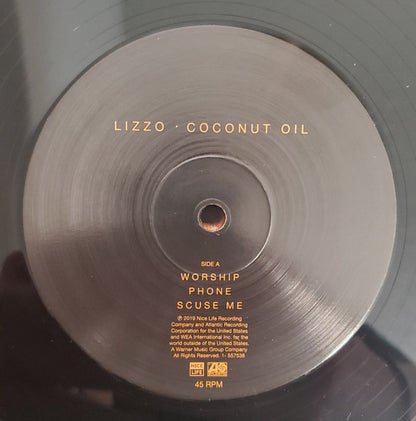 LIZZO · COCONUT OIL
SIDE A
WORSHIP
PHONE
SCUSE ME
℗ 2019 Nice Life Recording
Company and Atlantic Recording
Corporation for the United States
and WEA International Inc. for the
world outside of the United States.
A Warner Music Group Company
All Rights Reserved. 1- 557538
NICE
LIFE
45 RPM